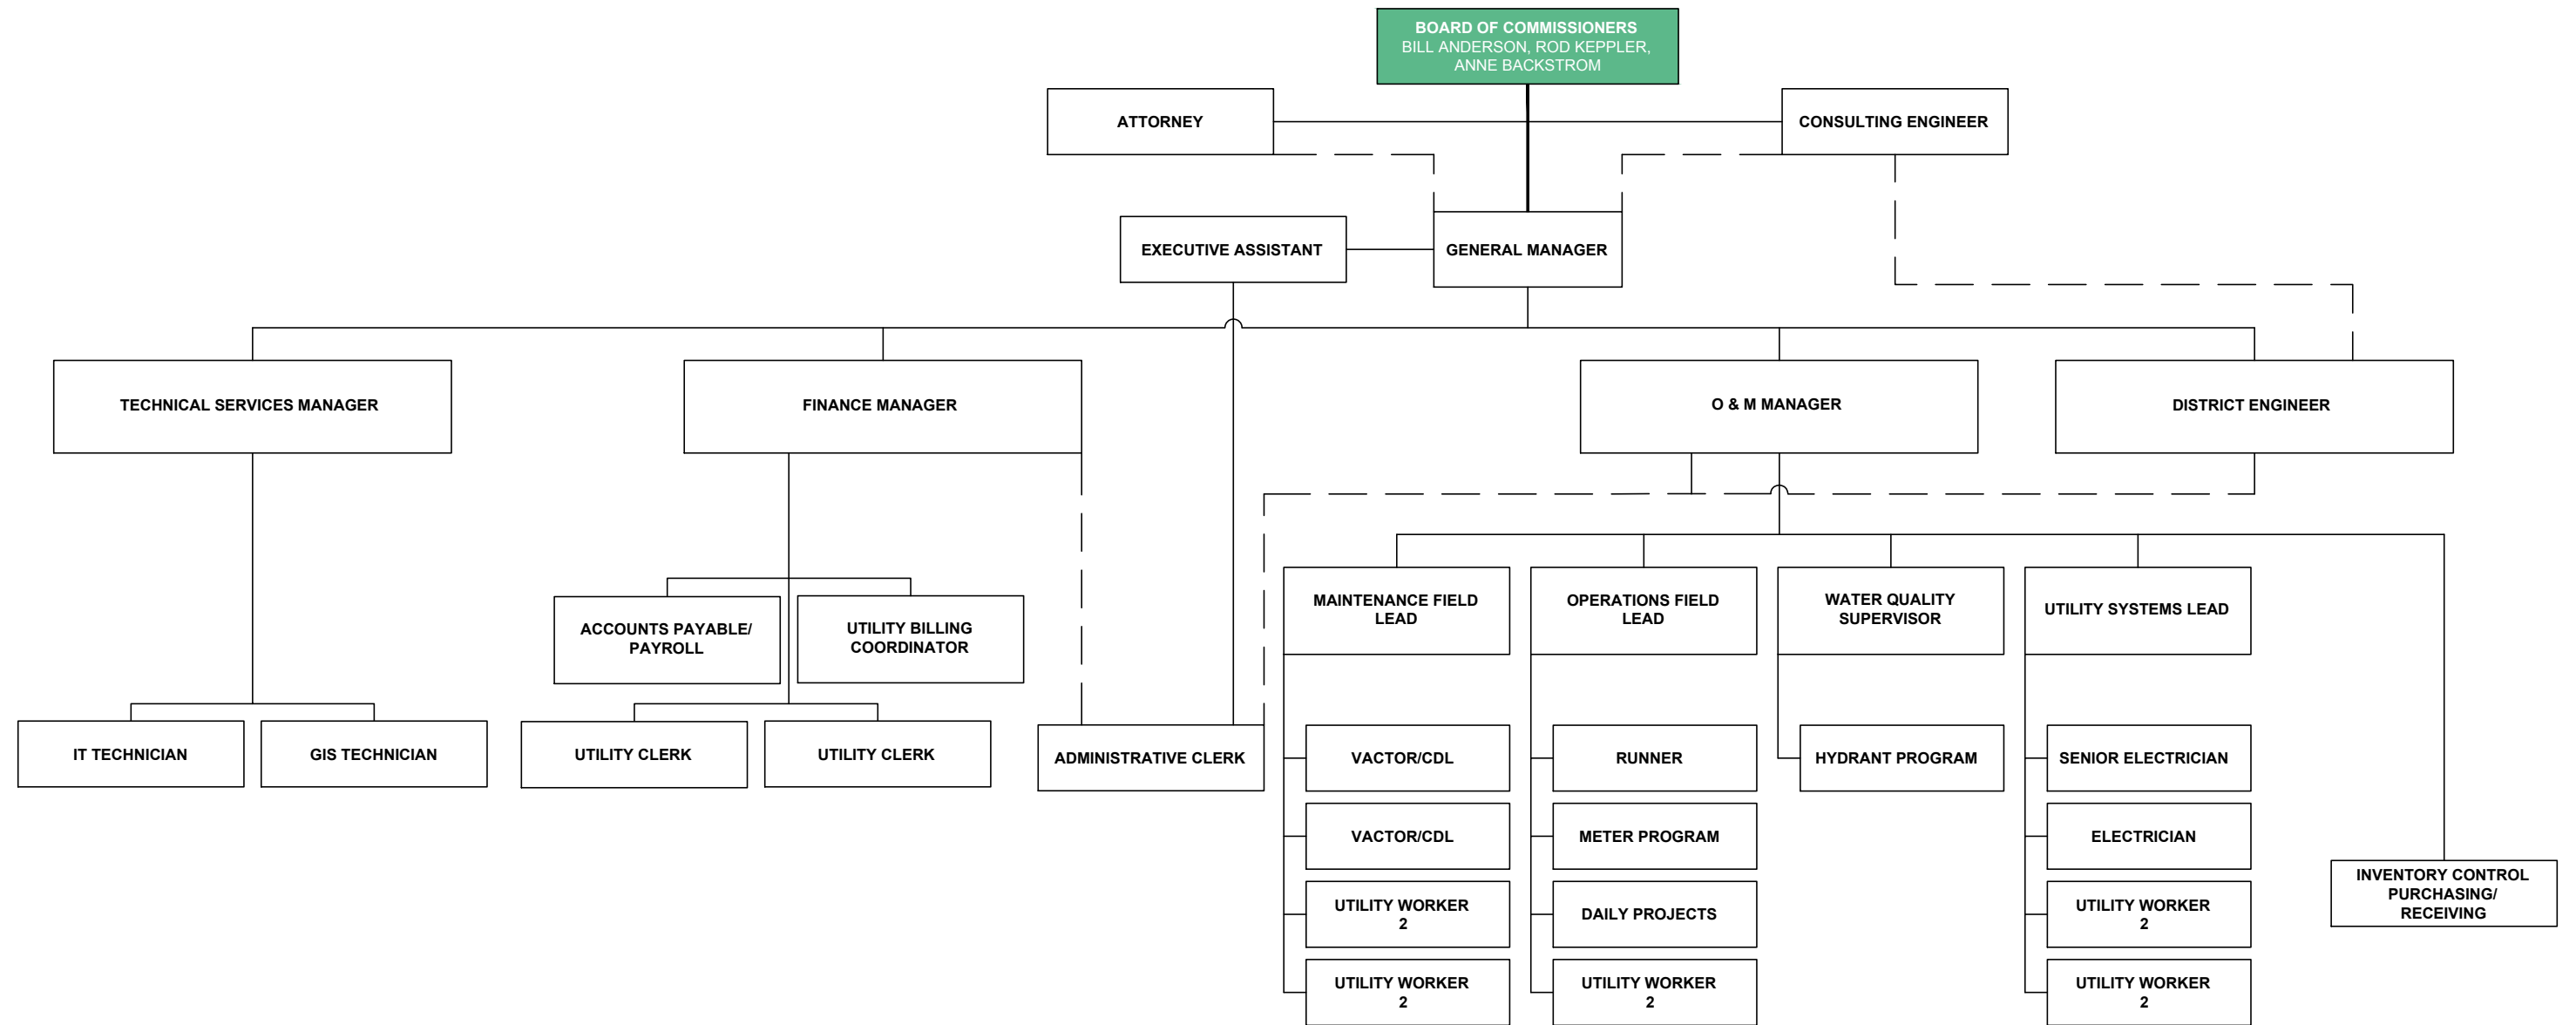 BOARD OF COMMISSIONERS
BILL ANDERSON, ROD KEPPLER,
ANNE BACKSTROM
ATTORNEY
CONSULTING ENGINEER
EXECUTIVE ASSISTANT
GENERAL MANAGER
TECHNICAL SERVICES MANAGER
FINANCE MANAGER
O & M MANAGER
DISTRICT ENGINEER
ACCOUNTS PAYABLE/
PAYROLL
UTILITY BILLING
COORDINATOR
MAINTENANCE FIELD
LEAD
OPERATIONS FIELD
LEAD
WATER QUALITY
SUPERVISOR
UTILITY SYSTEMS LEAD
IT TECHNICIAN
GIS TECHNICIAN
UTILITY CLERK
UTILITY CLERK
ADMINISTRATIVE CLERK
VACTOR/CDL
VACTOR/CDL
UTILITY WORKER
2
UTILITY WORKER
2
RUNNER
METER PROGRAM
DAILY PROJECTS
UTILITY WORKER
2
HYDRANT PROGRAM
SENIOR ELECTRICIAN
ELECTRICIAN
UTILITY WORKER
2
UTILITY WORKER
2
INVENTORY CONTROL
PURCHASING/
RECEIVING